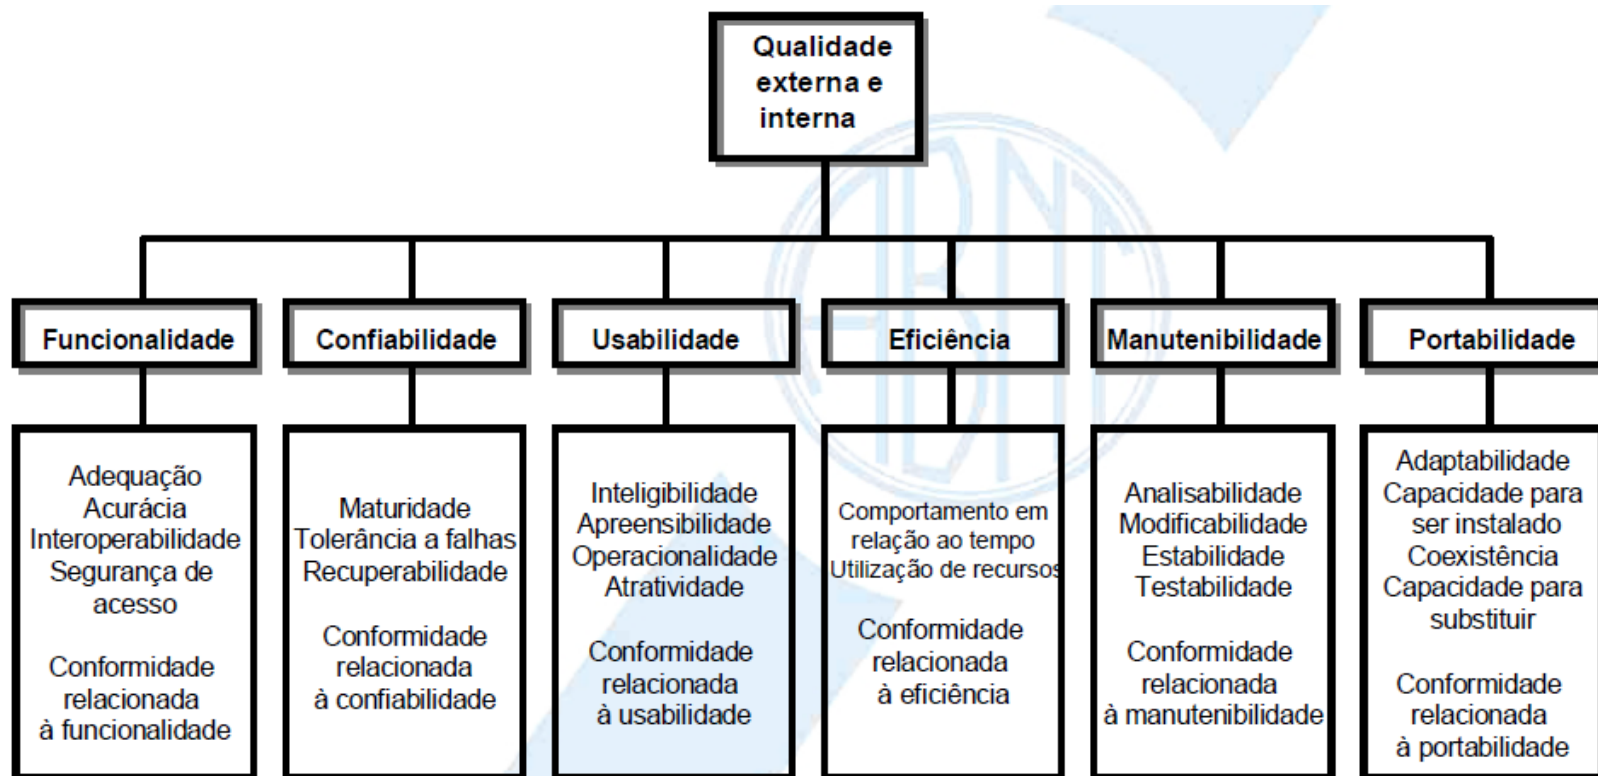 Qualidade
externa e
interna
Funcionalidade
Confiabilidade
Usabilidade
Eficiência
Manutenibilidade
Portabilidade
Adequação
Acurácia
Interoperabilidade
Segurança de
acesso
Conformidade
relacionada
à funcionalidade
Maturidade
Tolerância a falhas
Recuperabilidade
Conformidade
relacionada
à confiabilidade
Inteligibilidade
Apreensibilidade
Operacionalidade
Atratividade
Conformidade
relacionada
à usabilidade
Comportamento em
relação ao tempo
Utilização de recursos
Conformidade
relacionada
à eficiência
Analisabilidade
Modificabilidade
Estabilidade
Testabilidade
Conformidade
relacionada
à manutenibilidade
Adaptabilidade
Capacidade para
ser instalado
Coexistência
Capacidade para
substituir
Conformidade
relacionada
à portabilidade
ABNT